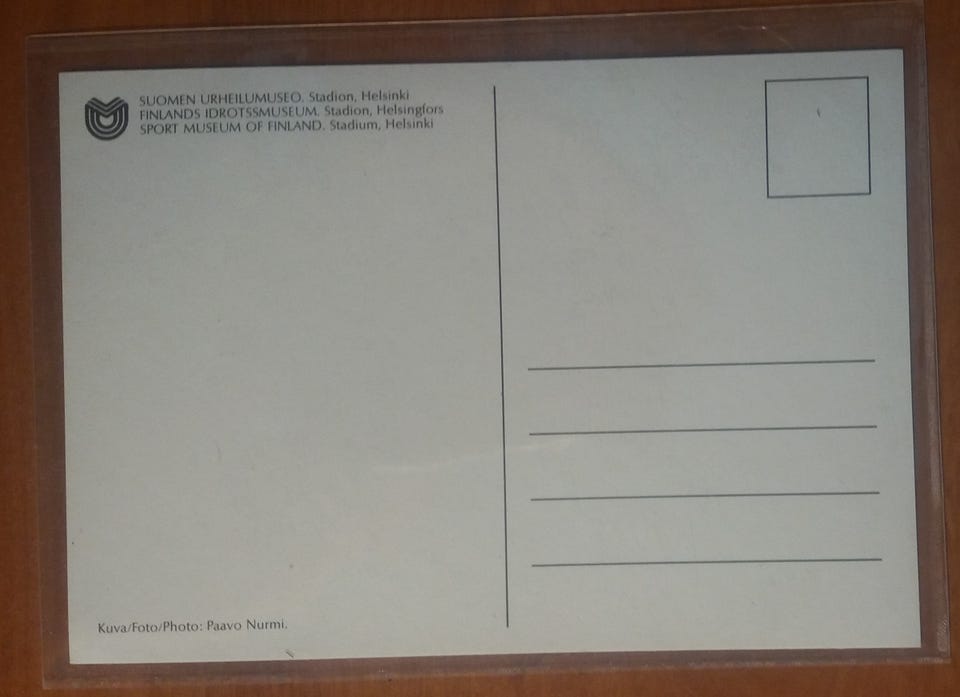 SUOMEN URHEILUMUSEO. Stadion, Helsinki
FINLANDS IDROTSSMUSEUM. Stadion, Helsingfors
SPORT MUSEUM OF FINLAND. Stadium, Helsinki
Kuva/Foto/Photo: Paavo Nurmi.